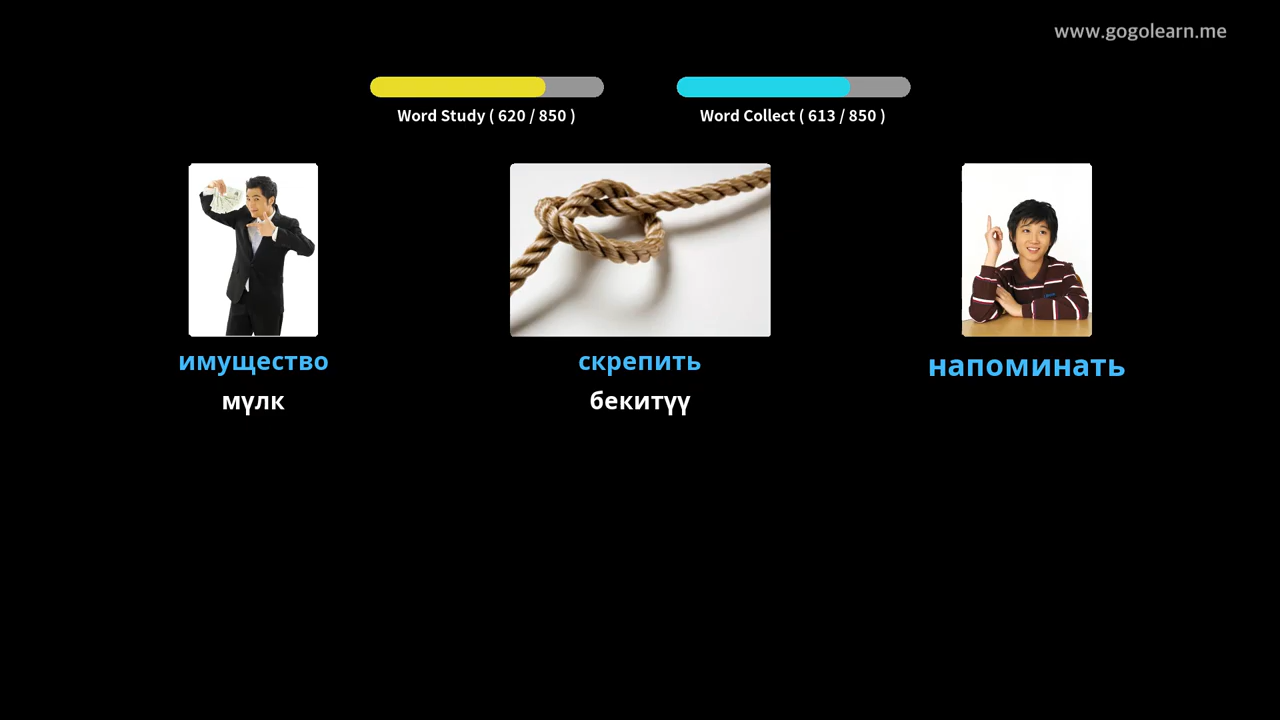 www.gogolearn.me
Word Study ( 620 / 850 )
Word Collect ( 613 / 850 )
имущество
мүлк
скрепить
бекитүү
напоминать